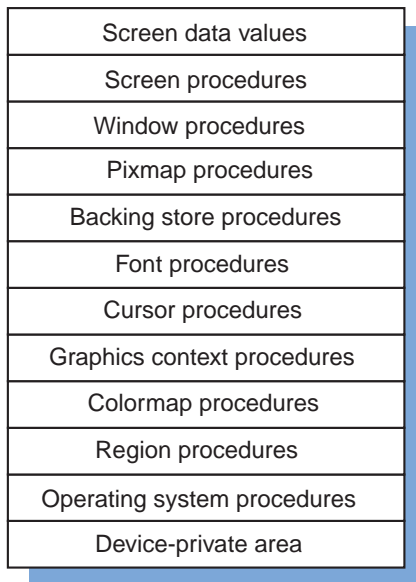 Screen data values
Screen procedures
Window procedures
Pixmap procedures
Backing store procedures
Font procedures
Cursor procedures
Graphics context procedures
Colormap procedures
Region procedures
Operating system procedures
Device-private area